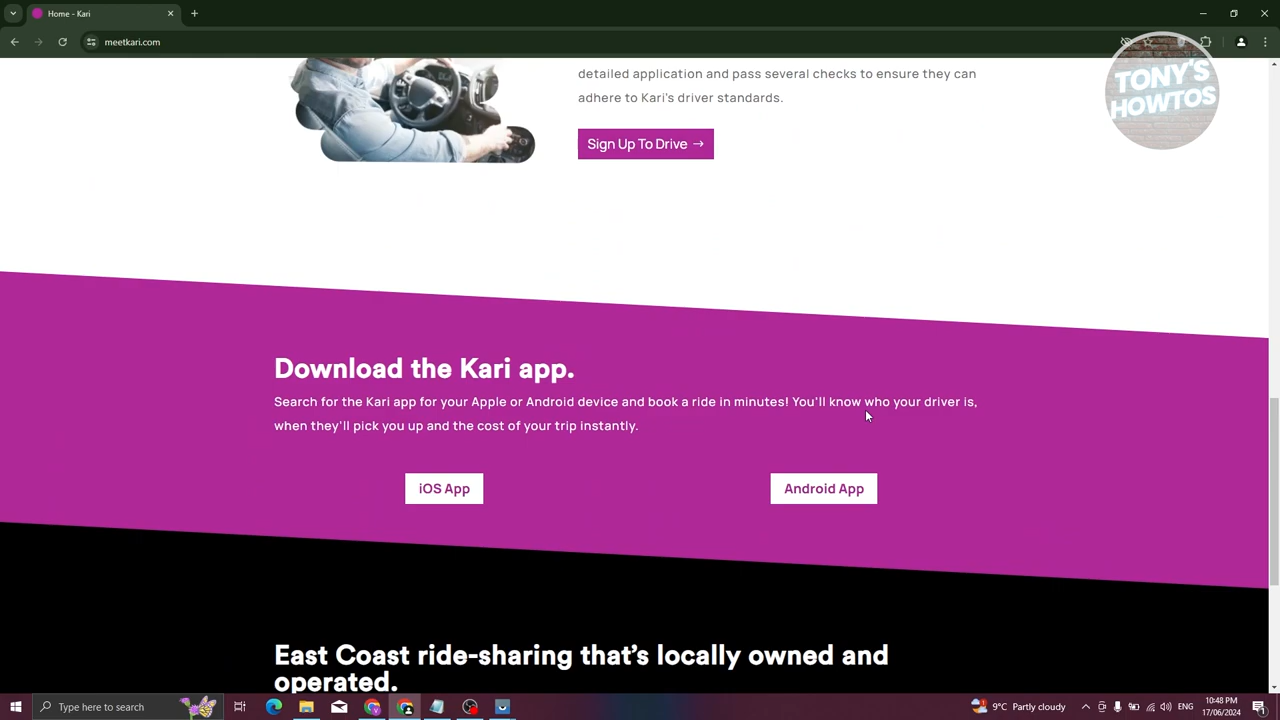 Home - Kari
meetkari.com
TONY'S
HOWTOS
detailed application and pass several checks to ensure they can
adhere to Kari's driver standards.
Sign Up To Drive →
Download the Kari app.
Search for the Kari app for your Apple or Android device and book a ride in minutes! You'll know who your driver is,
when they'll pick you up and the cost of your trip instantly.
iOS App
Android App
East Coast ride-sharing that's locally owned and
operated.
Type here to search
9°C Partly cloudy
ENG
10:48 PM
17/06/2024